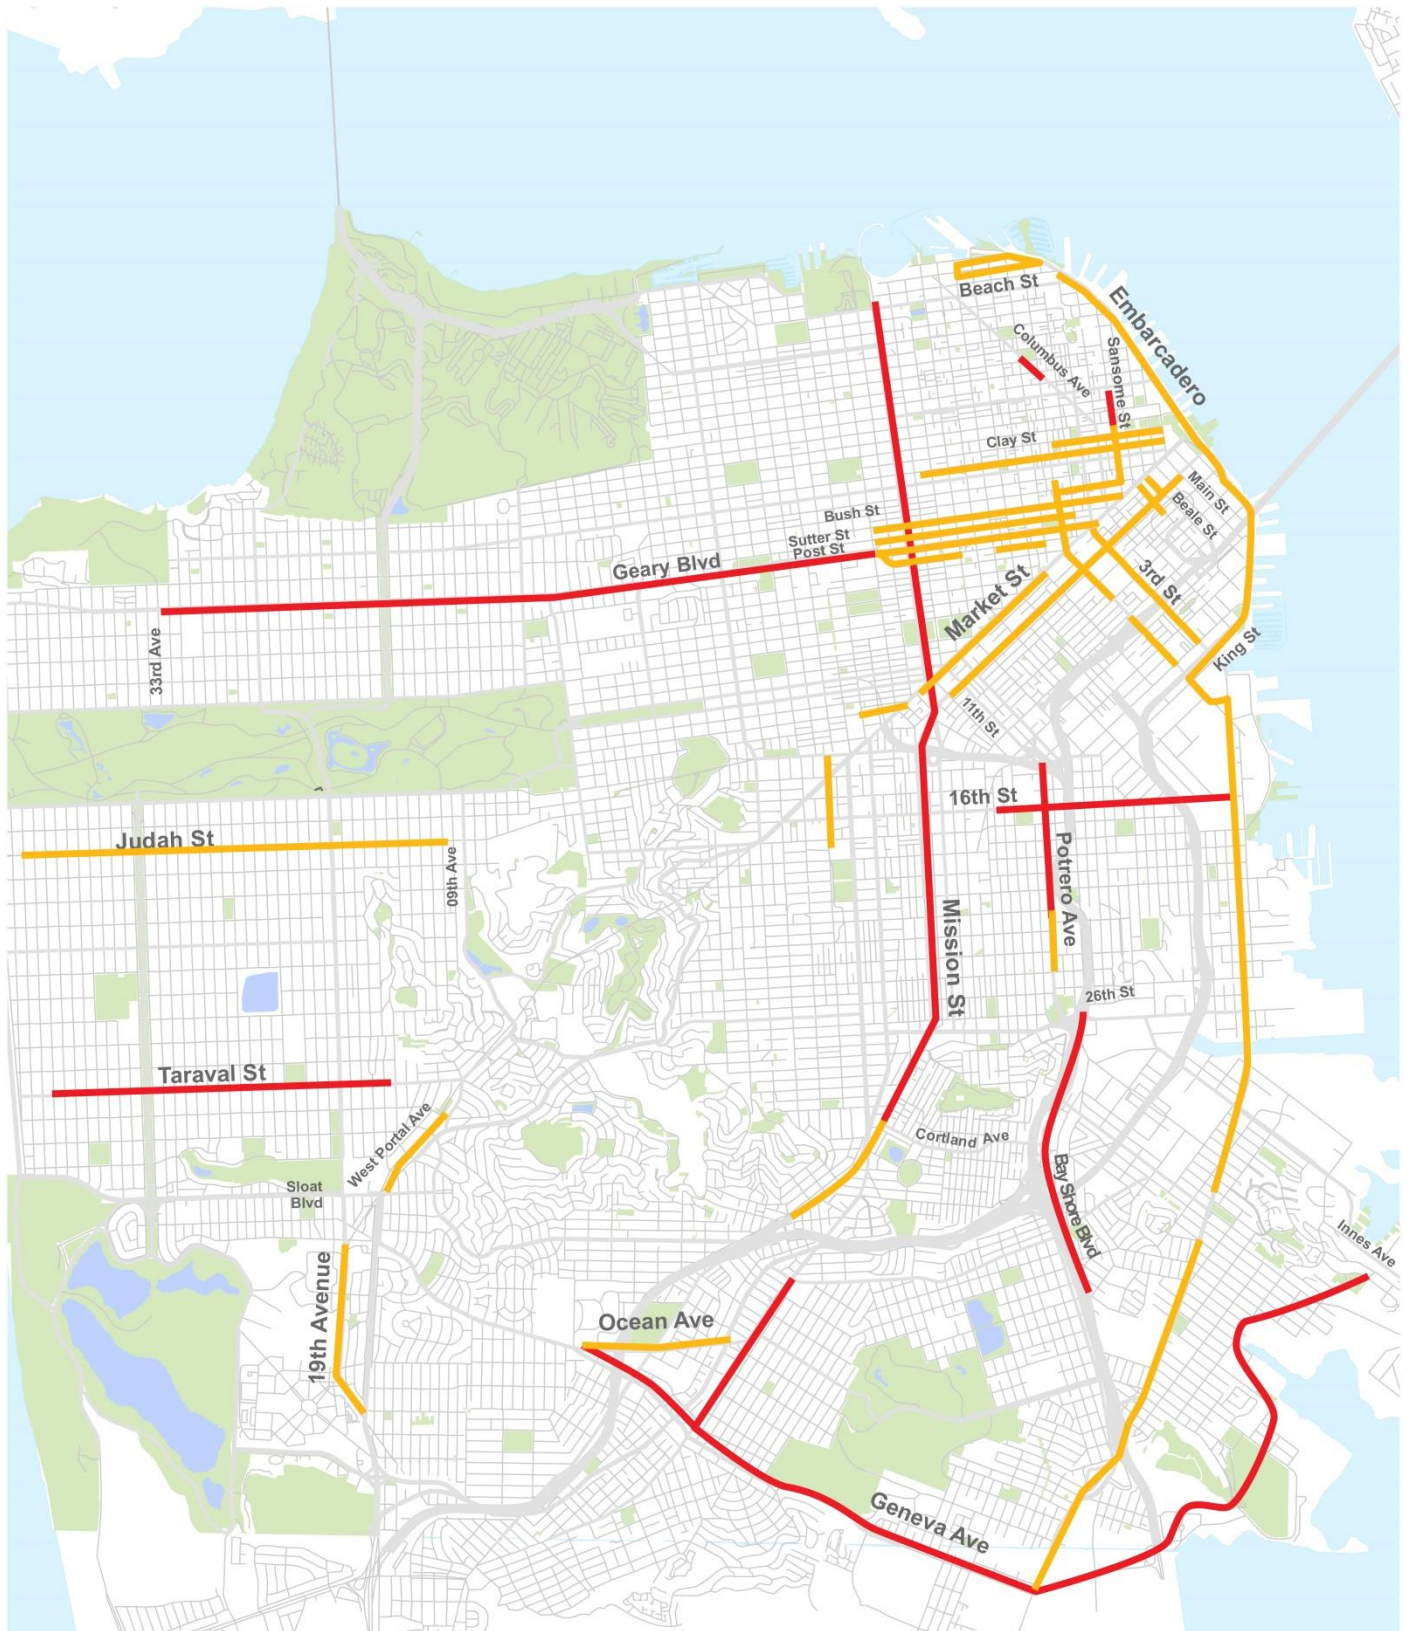 Beach St
Embarcadero
Columbus Ave
Sansome St
Clay St
Main St
Beale St
Bush St
Sutter St
Post St
Geary Blvd
3rd St
Market St
33rd Ave
King St
11th St
16th St
Judah St
Potrero Ave
09th Ave
Mission St
26th St
Taraval St
West Portal Ave
Cortland Ave
Bay Shore Blvd
Sloat
Blvd
Innes Ave
19th Avenue
Ocean Ave
Geneva Ave